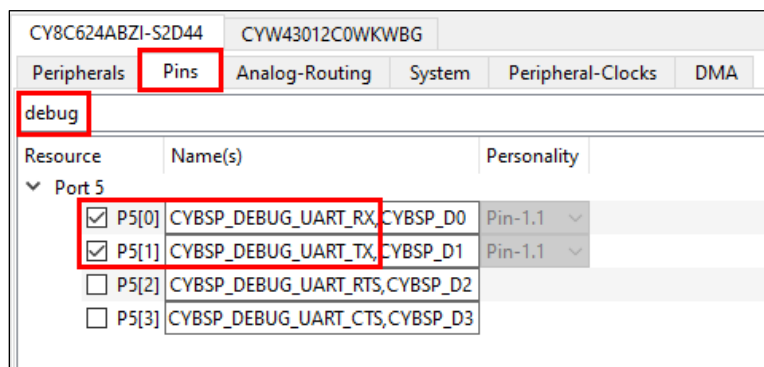 CY8C624ABZI-S2D44 CYW43012C0WKWBG
Peripherals Pins Analog-Routing System Peripheral-Clocks DMA
debug
Resource Name(s) Personality
Port 5
P5[0] CYBSP_DEBUG_UART_RX,CYBSP_D0 Pin-1.1
P5[1] CYBSP_DEBUG_UART_TX,CYBSP_D1 Pin-1.1
P5[2] CYBSP_DEBUG_UART_RTS,CYBSP_D2
P5[3] CYBSP_DEBUG_UART_CTS,CYBSP_D3